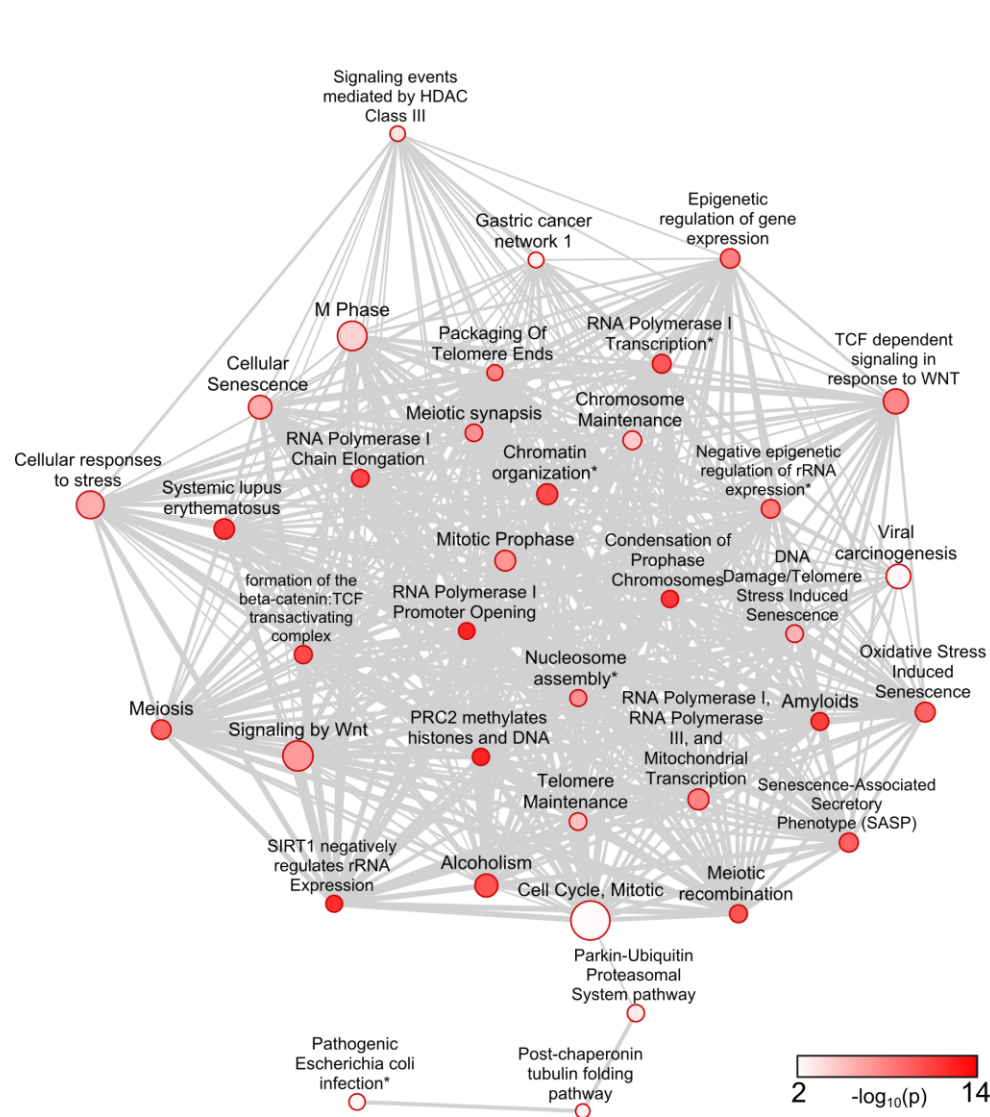 Signaling events
mediated by HDAC
Class III
Gastric cancer
network 1
Epigenetic
regulation of gene
expression
M Phase
Packaging Of
Telomere Ends
RNA Polymerase I
Transcription*
TCF dependent
signaling in
response to WNT
Cellular
Senescence
Meiotic synapsis
Chromosome
Maintenance
RNA Polymerase I
Chain Elongation
Chromatin
organization*
Negative epigenetic
regulation of rRNA
expression*
Cellular responses
to stress
Systemic lupus
erythematosus
Mitotic Prophase
Condensation of
Prophase
Chromosomes
DNA
Damage/Telomere
Stress Induced
Senescence
Viral
carcinogenesis
formation of the
beta-catenin:TCF
transactivating
complex
RNA Polymerase I
Promoter Opening
Nucleosome
assembly*
Oxidative Stress
Induced
Senescence
Meiosis
Signaling by Wnt
PRC2 methylates
histones and DNA
RNA Polymerase I,
RNA Polymerase
III, and
Mitochondrial
Transcription
Amyloids
Telomere
Maintenance
Senescence-Associated
Secretory
Phenotype (SASP)
SIRT1 negatively
regulates rRNA
Expression
Alcoholism
Cell Cycle, Mitotic
Meiotic
recombination
Parkin-Ubiquitin
Proteasomal
System pathway
Pathogenic
Escherichia coli
infection*
Post-chaperonin
tubulin folding
pathway
2 -log10(p) 14